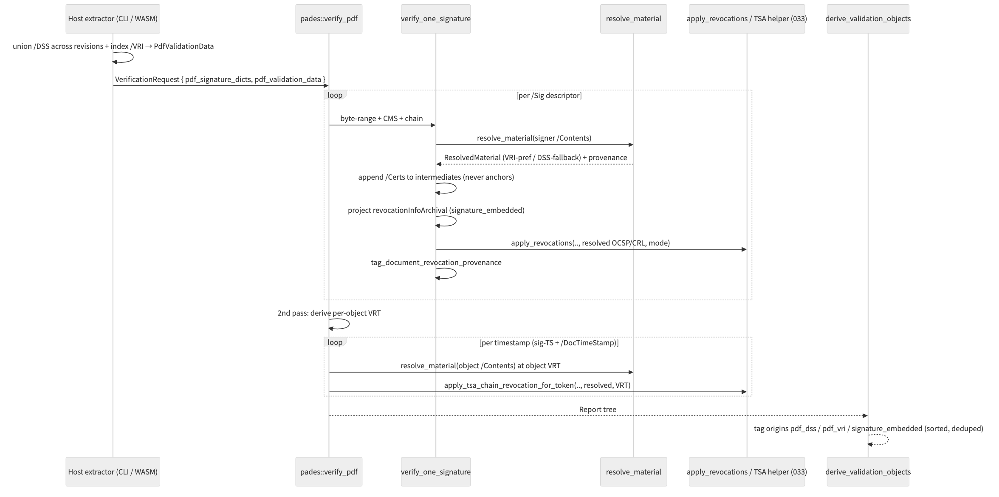 Host extractor (CLI / WASM)
pades::verify_pdf
verify_one_signature
resolve_material
apply_revocations / TSA helper (033)
derive_validation_objects
union /DSS across revisions + index /VRI → PdfValidationData
VerificationRequest { pdf_signature_dicts, pdf_validation_data }
loop
[per /Sig descriptor]
byte-range + CMS + chain
resolve_material(signer /Contents)
ResolvedMaterial (VRI-pref / DSS-fallback) + provenance
append /Certs to intermediates (never anchors)
project revocationInfoArchival (signature_embedded)
apply_revocations(.., resolved OCSP/CRL, mode)
tag_document_revocation_provenance
2nd pass: derive per-object VRT
loop
[per timestamp (sig-TS + /DocTimeStamp)]
resolve_material(object /Contents) at object VRT
apply_tsa_chain_revocation_for_token(.., resolved, VRT)
Report tree
tag origins pdf_dss / pdf_vri / signature_embedded (sorted, deduped)
Host extractor (CLI / WASM)
pades::verify_pdf
verify_one_signature
resolve_material
apply_revocations / TSA helper (033)
derive_validation_objects